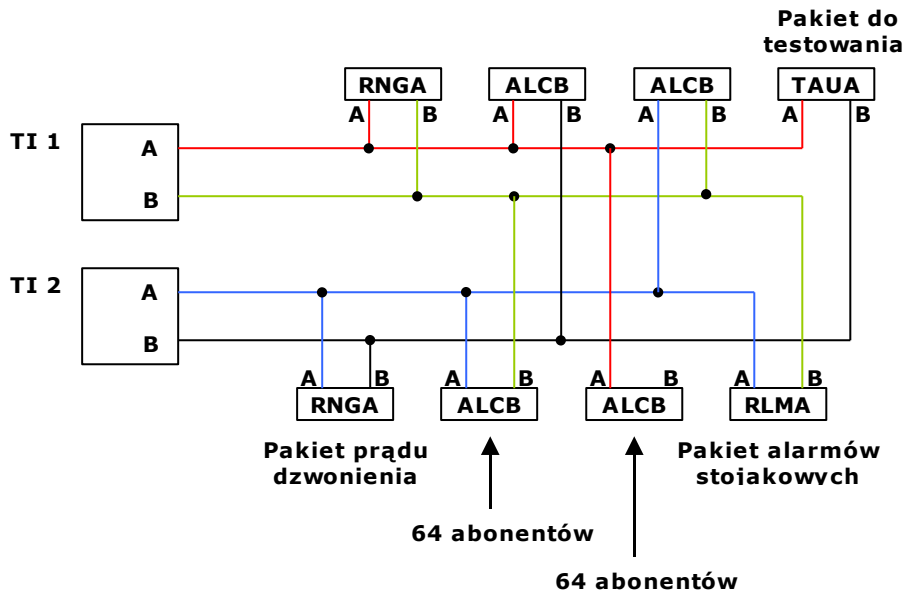 Pakiet do
testowania
RNGA
ALCB
ALCB
TAUA
A B
A B
A B
A B
TI 1
A
B
TI 2
A
B
A B
A B
A B
A B
RNGA
ALCB
ALCB
RLMA
Pakiet prądu
dzwonienia
Pakiet alarmów
stojakowych
64 abonentów
64 abonentów